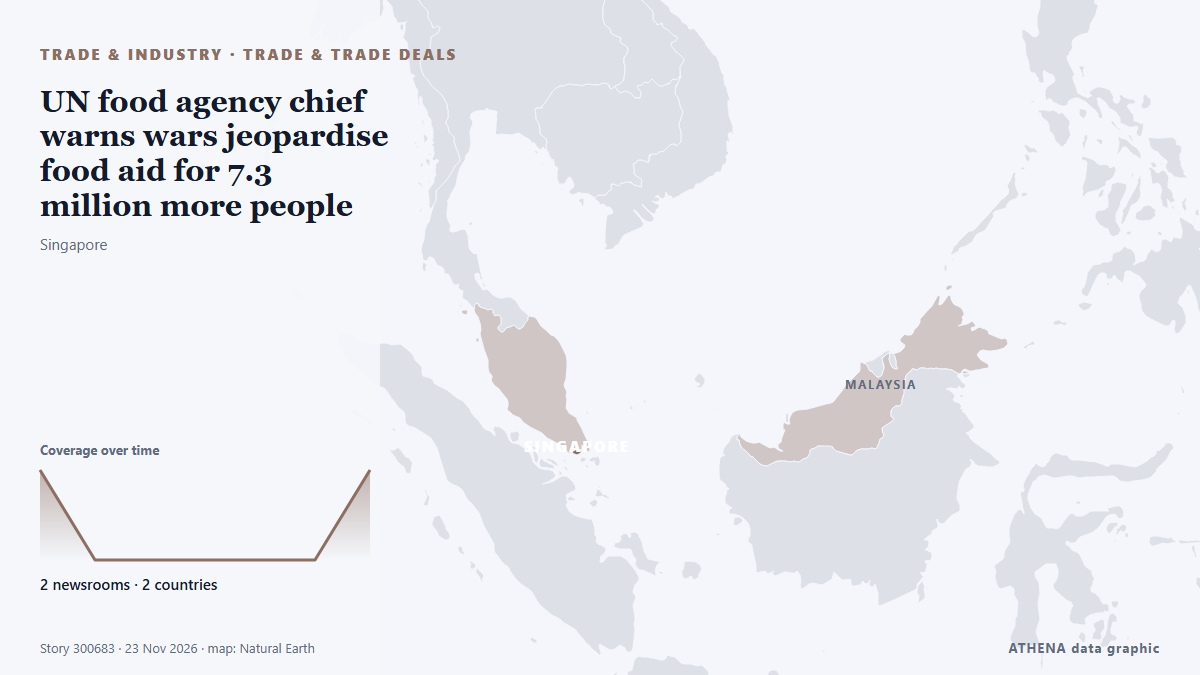 TRADE & INDUSTRY · TRADE & TRADE DEALS
UN food agency chief
warns wars jeopardise
food aid for 7.3
million more people
Singapore
MALAYSIA
SINGAPORE
Coverage over time
2 newsrooms · 2 countries
Story 300683 · 23 Nov 2026 · map: Natural Earth
ATHENA data graphic